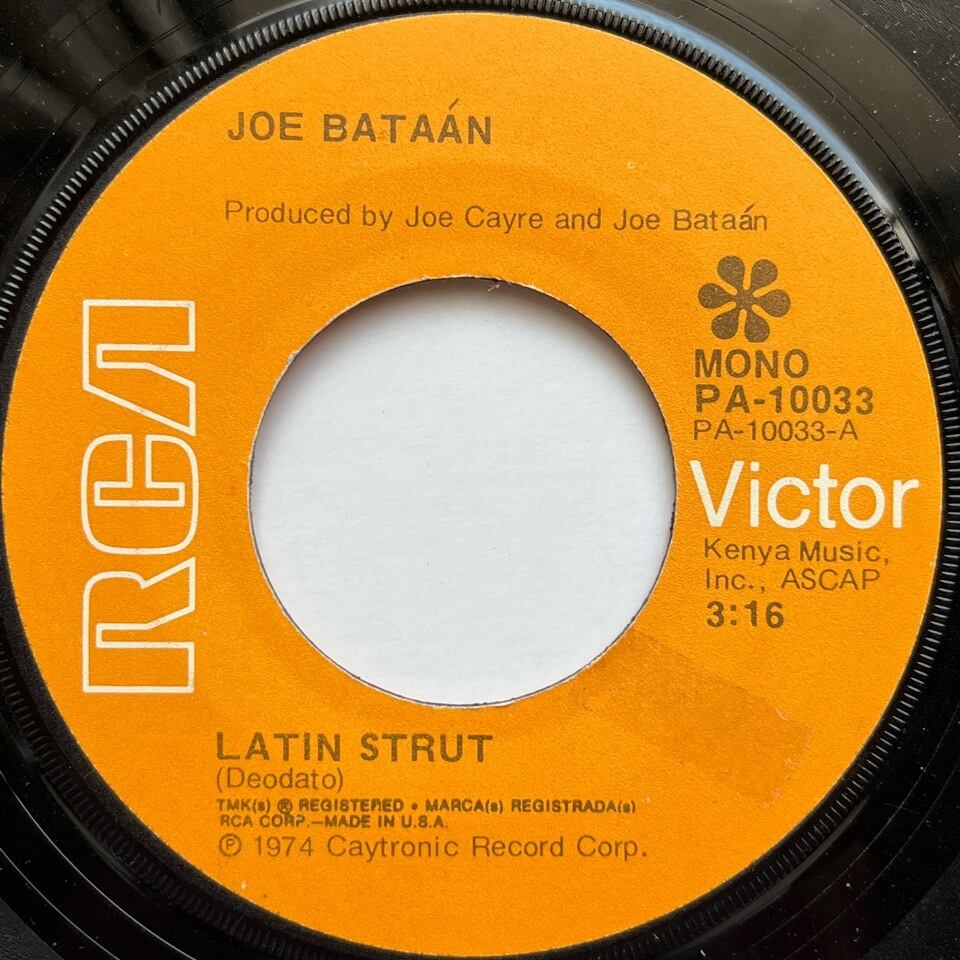 JOE BATAÁN
Produced by Joe Cayre and Joe Bataán
RCA
MONO
PA-10033
PA-10033-A
Victor
Kenya Music,
Inc., ASCAP
3:16
LATIN STRUT
(Deodato)
TMK(s) ® REGISTERED • MARCA(s) REGISTRADA(s)
RCA CORP.—MADE IN U.S.A.
℗ 1974 Caytronic Record Corp.